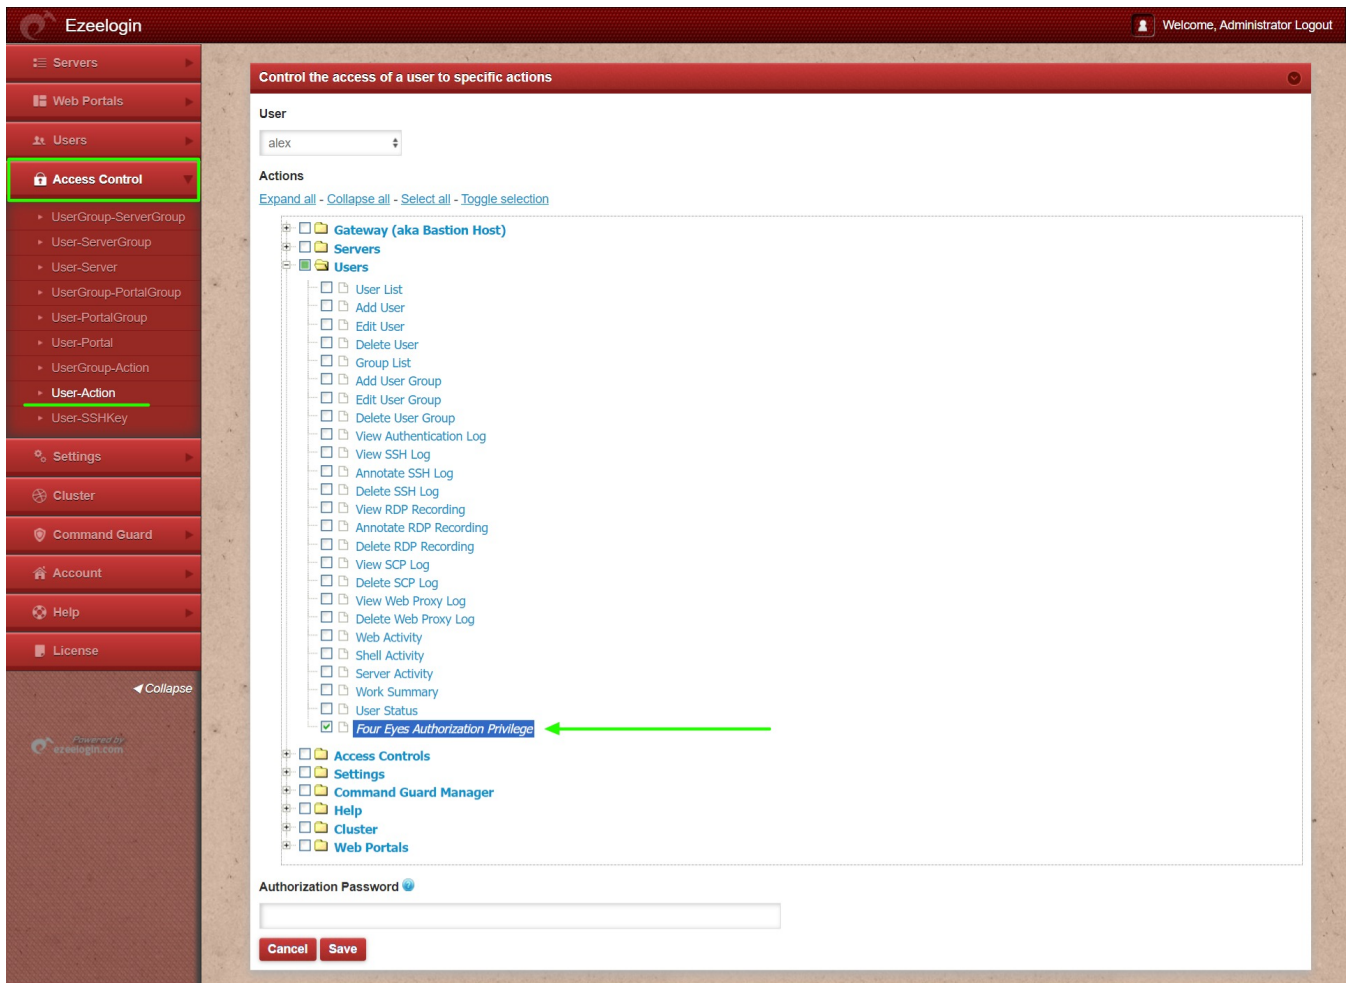 Ezeelogin
Welcome, Administrator Logout
Servers
Web Portals
Users
Access Control
UserGroup-ServerGroup
User-ServerGroup
User-Server
UserGroup-PortalGroup
User-PortalGroup
User-Portal
UserGroup-Action
User-Action
User-SSHKey
Settings
Cluster
Command Guard
Account
Help
License
Collapse
Powered by
ezeelogin.com
Control the access of a user to specific actions
User
alex
Actions
Expand all - Collapse all - Select all - Toggle selection
Gateway (aka Bastion Host)
Servers
Users
User List
Add User
Edit User
Delete User
Group List
Add User Group
Edit User Group
Delete User Group
View Authentication Log
View SSH Log
Annotate SSH Log
Delete SSH Log
View RDP Recording
Annotate RDP Recording
Delete RDP Recording
View SCP Log
Delete SCP Log
View Web Proxy Log
Delete Web Proxy Log
Web Activity
Shell Activity
Server Activity
Work Summary
User Status
Four Eyes Authorization Privilege
Access Controls
Settings
Command Guard Manager
Help
Cluster
Web Portals
Authorization Password
Cancel Save